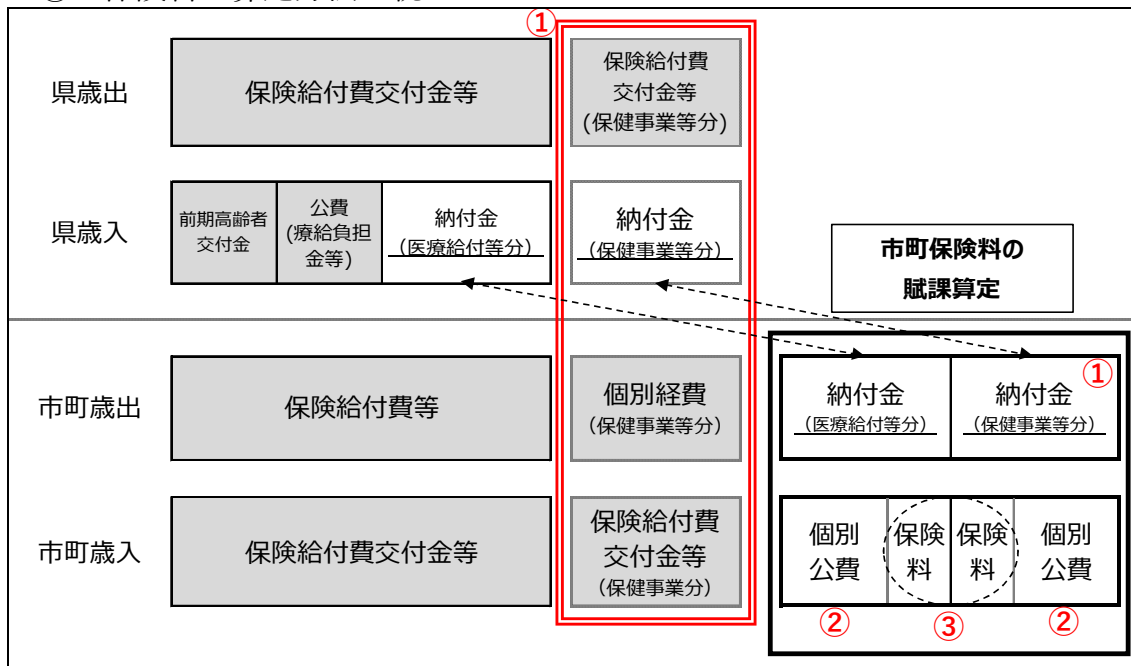 ①
県歳出
保険給付費交付金等
保険給付費
交付金等
(保健事業等分)
県歳入
前期高齢者
交付金
公費
(療給負担
金等)
納付金
(医療給付等分)
納付金
(保健事業等分)
市町保険料の
賦課算定
市町歳出
保険給付費等
個別経費
(保健事業等分)
納付金
(医療給付等分)
納付金
(保健事業等分)
①
市町歳入
保険給付費交付金等
保険給付費
交付金等
(保健事業分)
個別
公費
保険
料
保険
料
個別
公費
②
③
②